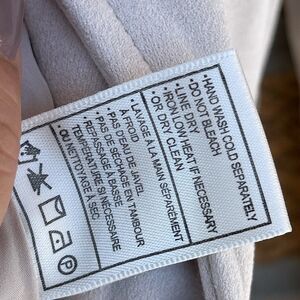 •HAND WASH COLD SEPARATELY
•DO NOT BLEACH
•LINE DRY
•IRON LOW HEAT IF NECESSARY
OR DRY CLEAN
•LAVAGE À LA MAIN SÉPARÉMENT
À FROID
•PAS D'EAU DE JAVEL
•PAS DE SÉCHAGE EN TAMBOUR
•REPASSAGE À BASSE
TEMPÉRATURE SI NÉCESSAIRE
OU NETTOYAGE À SEC